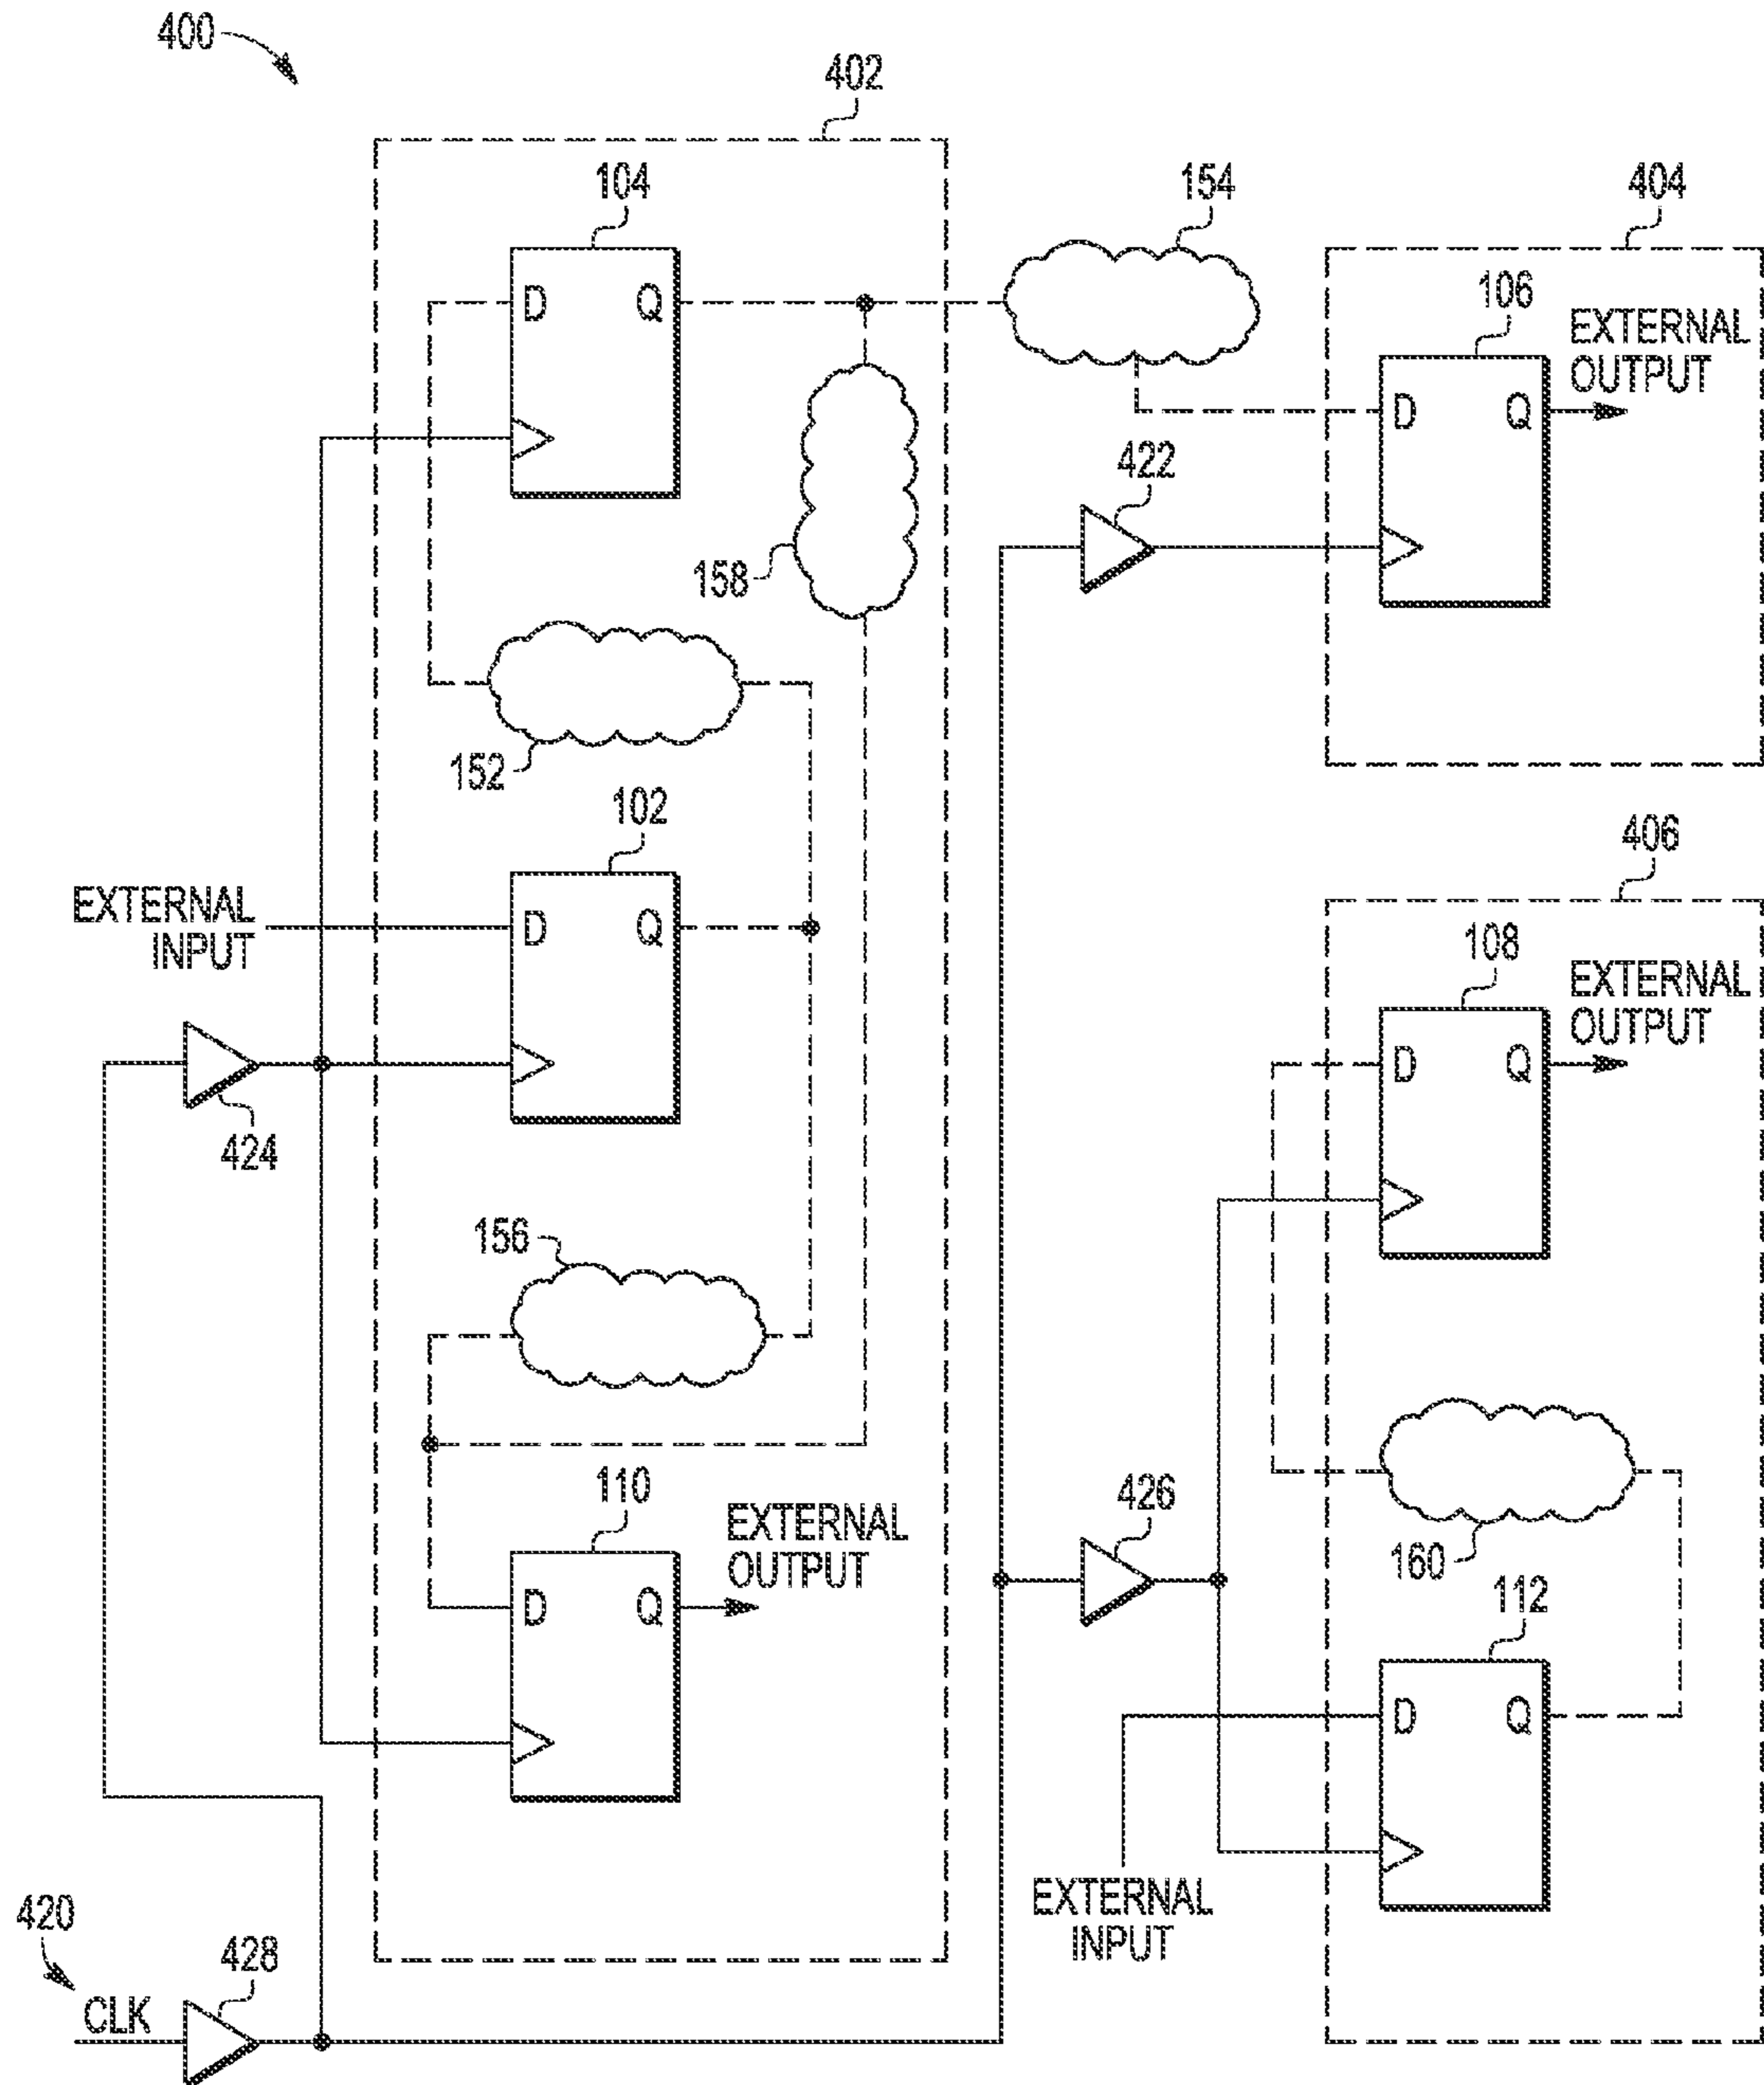 400
402
104
154
404
D
Q
106
EXTERNAL
OUTPUT
D
Q
422
158
152
102
406
EXTERNAL
INPUT
D
Q
108
EXTERNAL
OUTPUT
D
Q
424
156
110
EXTERNAL
OUTPUT
426
160
D
Q
112
D
Q
EXTERNAL
INPUT
420
428
CLK